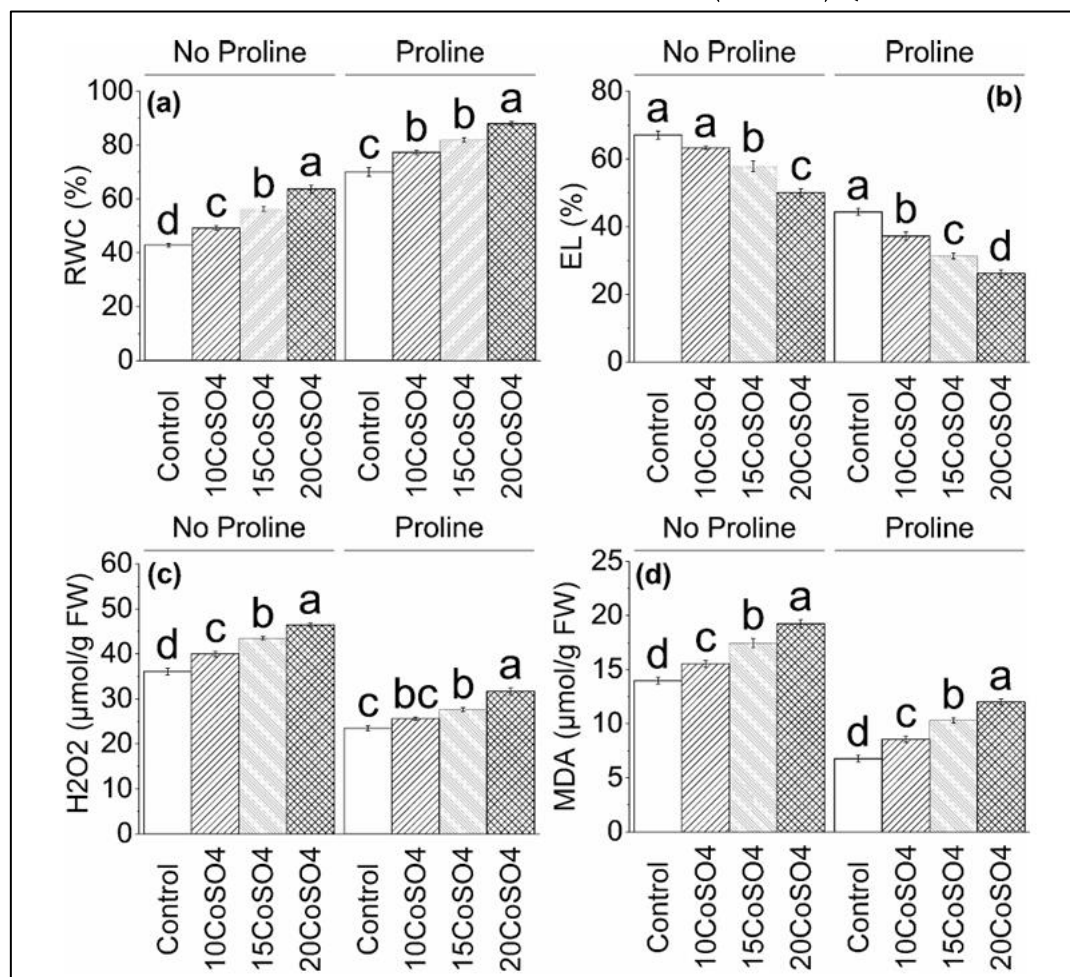 No Proline Proline
(a)
RWC (%)
100
80
60
40
20
0
d c b a c b b a
Control 10CoSO4 15CoSO4 20CoSO4 Control 10CoSO4 15CoSO4 20CoSO4
No Proline Proline
(b)
EL (%)
80
60
40
20
0
a a b c a b c d
Control 10CoSO4 15CoSO4 20CoSO4 Control 10CoSO4 15CoSO4 20CoSO4
No Proline Proline
(c)
H2O2 (μmol/g FW)
60
50
40
30
20
10
0
d c b a c bc b a
Control 10CoSO4 15CoSO4 20CoSO4 Control 10CoSO4 15CoSO4 20CoSO4
No Proline Proline
(d)
MDA (μmol/g FW)
25
20
15
10
5
0
d c b a d c b a
Control 10CoSO4 15CoSO4 20CoSO4 Control 10CoSO4 15CoSO4 20CoSO4